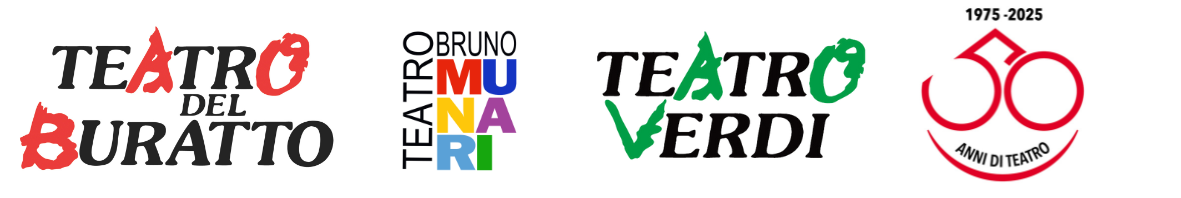 TEATRO
DEL
BURATTO
TEATRO
BRUNO
MU
NA
RI
TEATRO
VERDI
1975 -2025
50
ANNI DI TEATRO